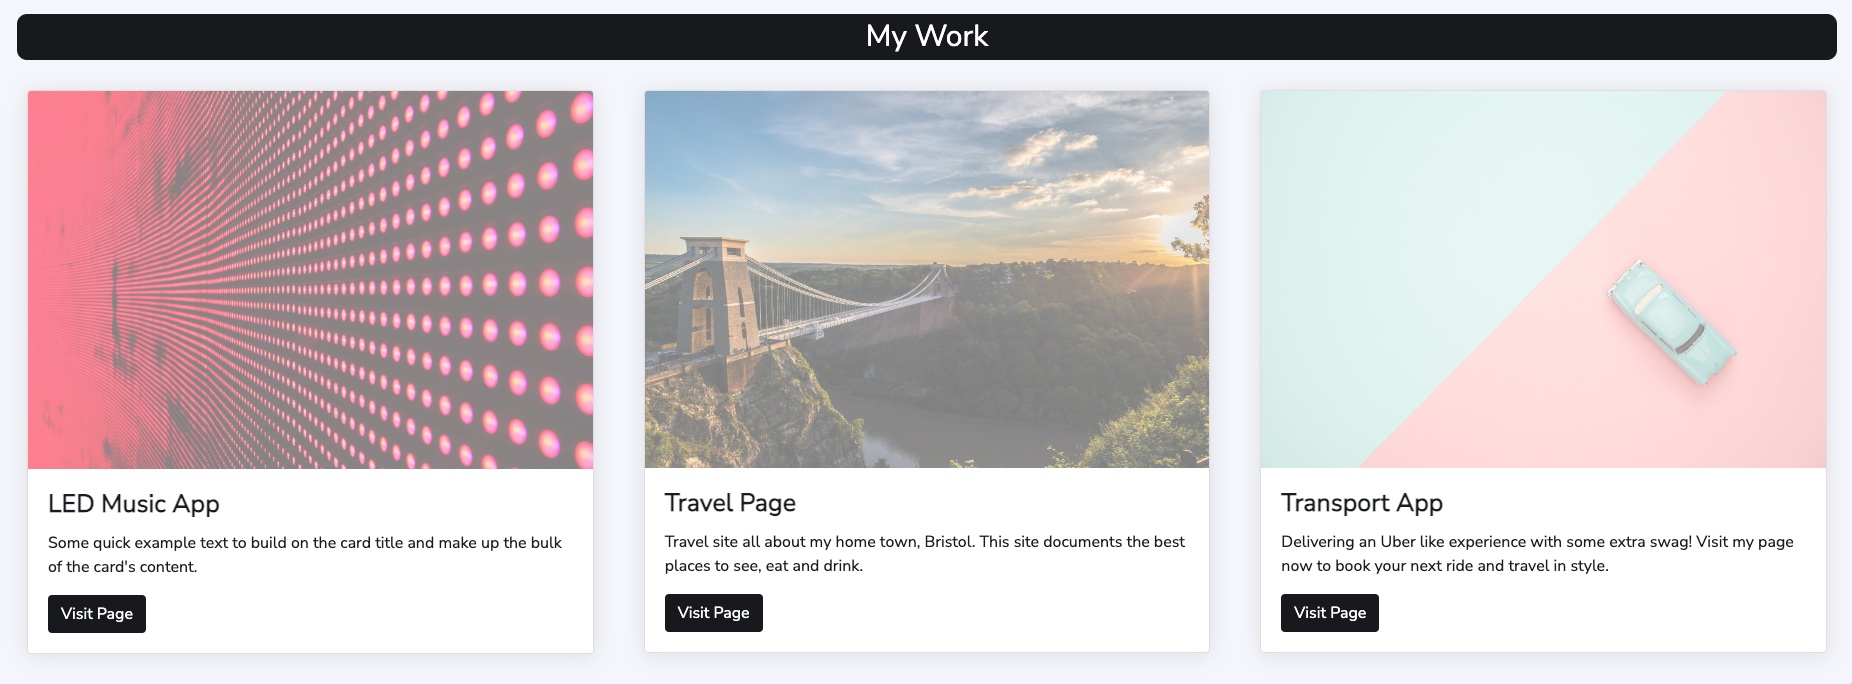 My Work
LED Music App
Some quick example text to build on the card title and make up the bulk
of the card's content.
Visit Page
Travel Page
Travel site all about my home town, Bristol. This site documents the best
places to see, eat and drink.
Visit Page
Transport App
Delivering an Uber like experience with some extra swag! Visit my page
now to book your next ride and travel in style.
Visit Page